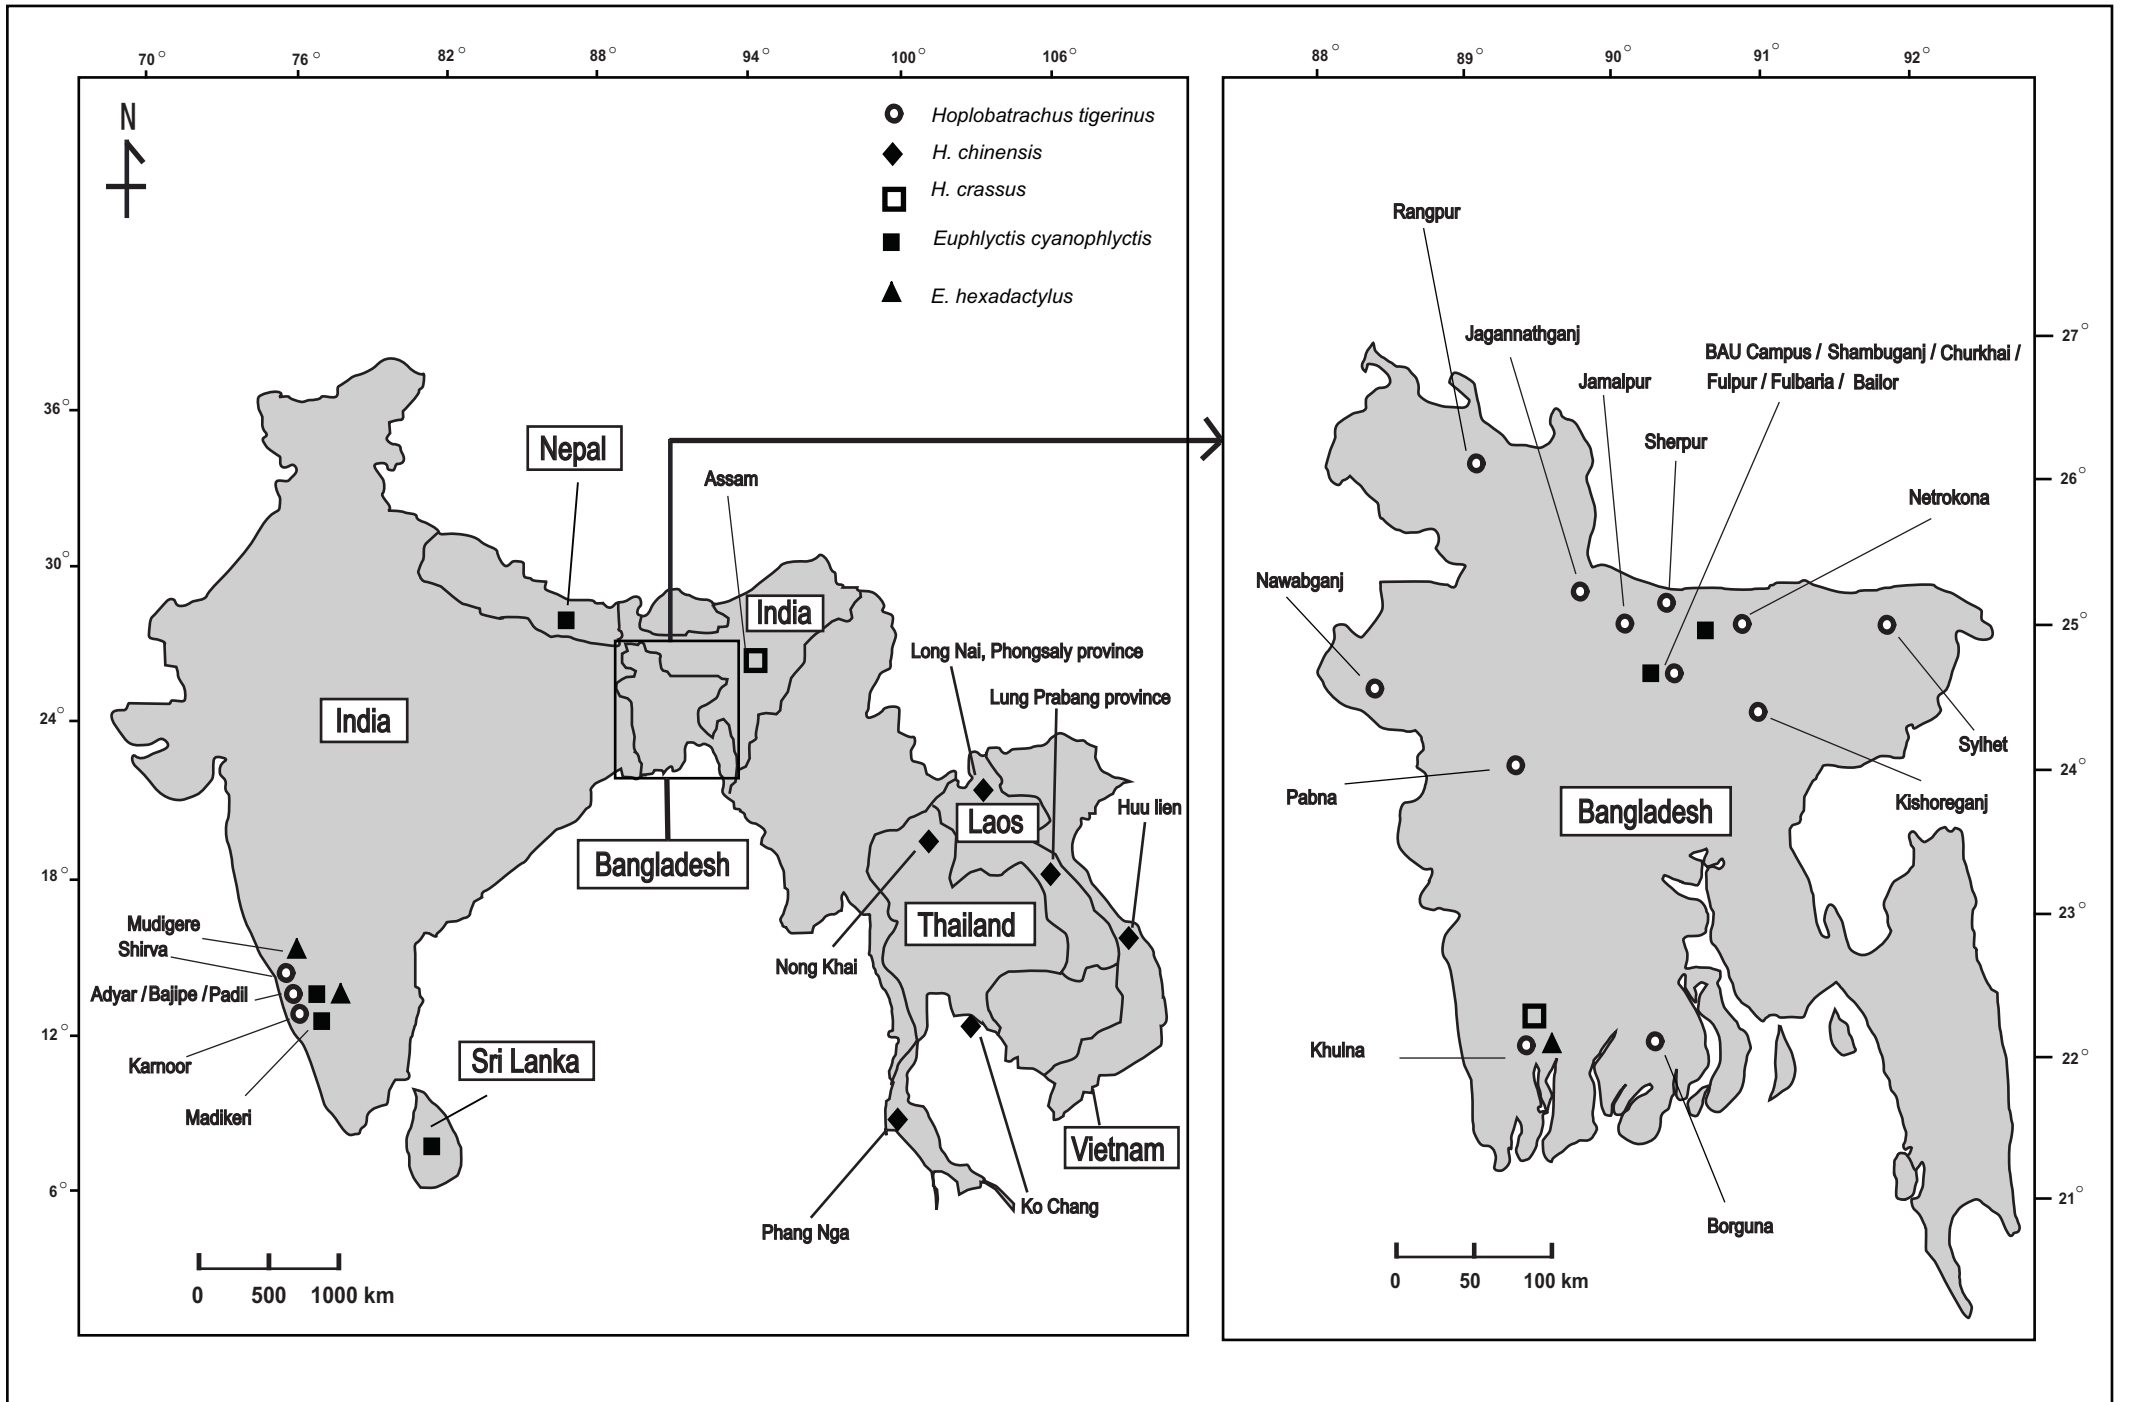 70°
76°
82°
88°
94°
100°
106°
88°
89°
90°
91°
92°
N
Hoplobatrachus tigerinus
H. chinensis
H. crassus
Euphlyctis cyanophlyctis
E. hexadactylus
36°
30°
24°
18°
12°
6°
Nepal
Assam
India
India
Long Nai, Phongsaly province
Lung Prabang province
Huu lien
Laos
Bangladesh
Thailand
Nong Khai
Mudigere
Shirva
Adyar / Bajipe / Padil
Karnoor
Madikeri
Sri Lanka
Vietnam
Ko Chang
Phang Nga
0 500 1000 km
Rangpur
Jagannathganj
BAU Campus / Shambuganj / Churkhai /
Fulpur / Fulbaria / Bailor
Jamalpur
Sherpur
Netrokona
Nawabganj
Sylhet
Pabna
Kishoreganj
Bangladesh
Khulna
Borguna
27°
26°
25°
24°
23°
22°
21°
0 50 100 km